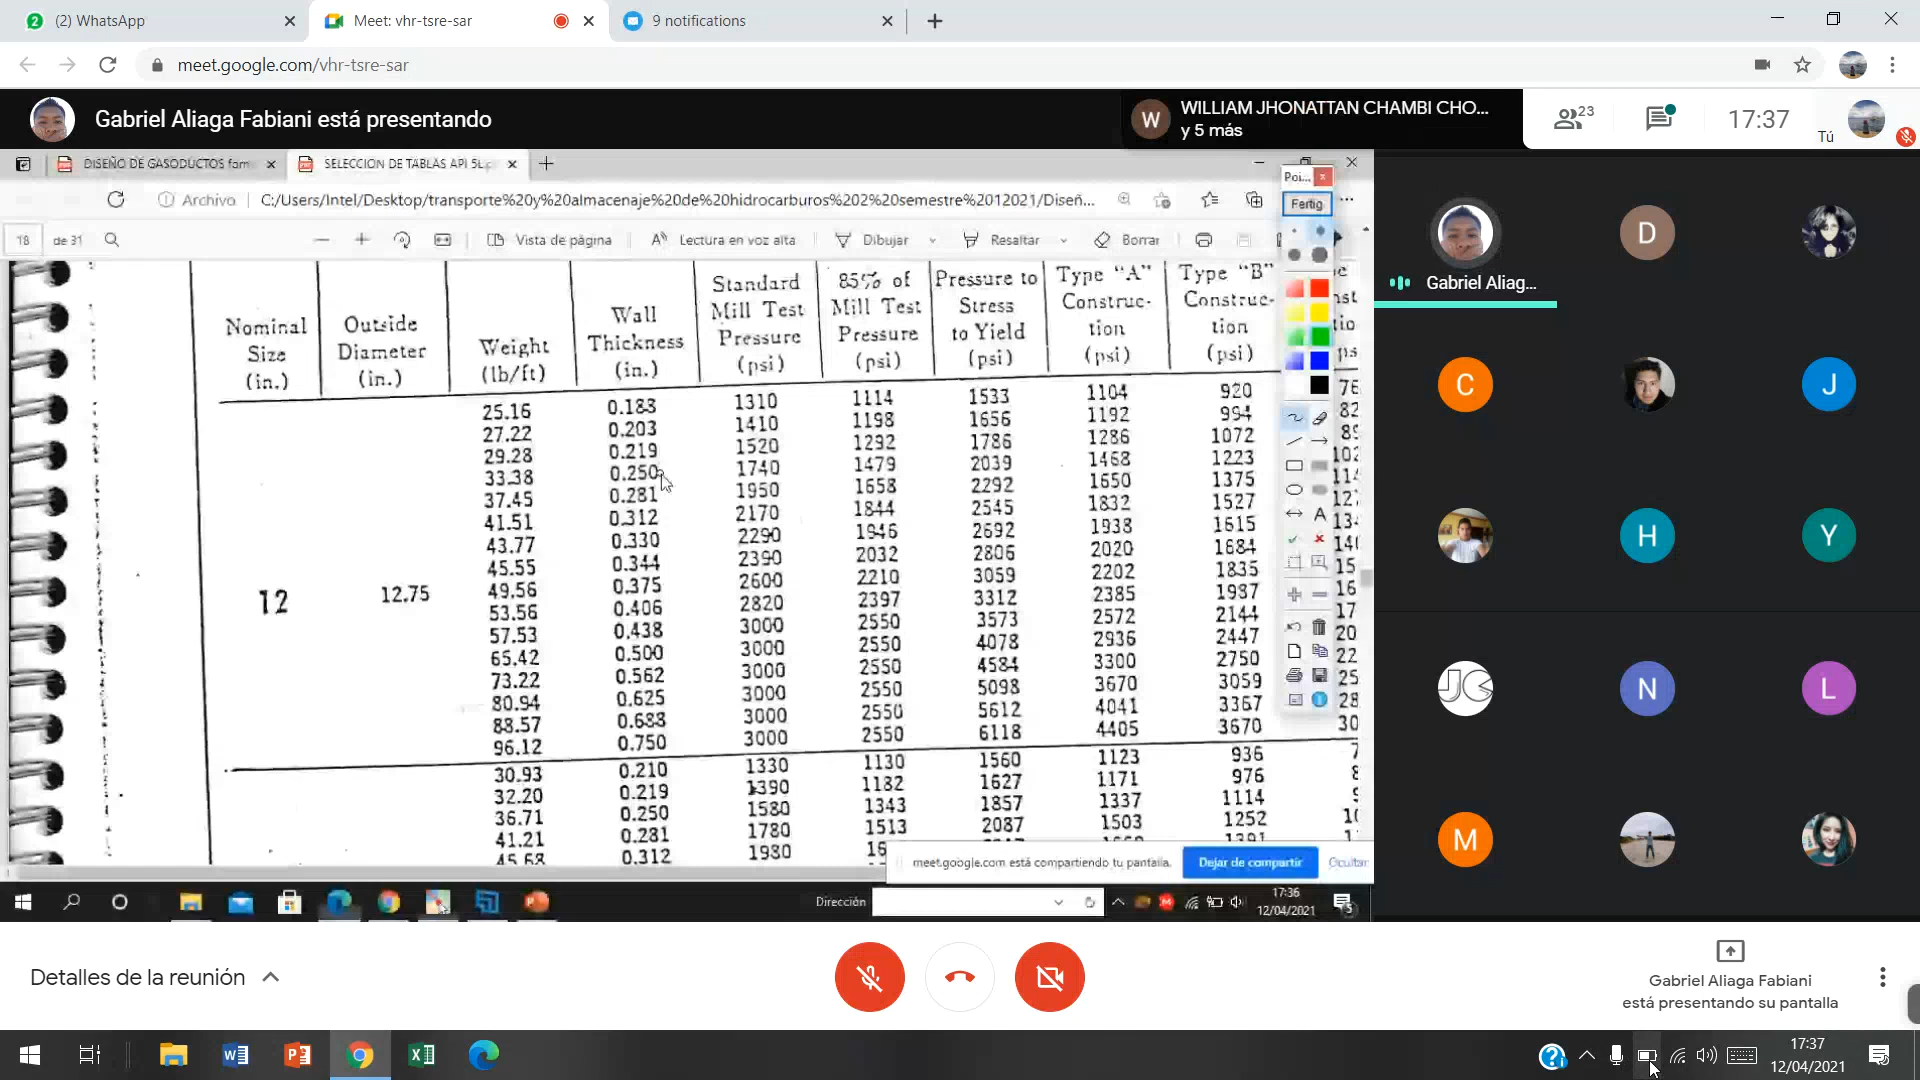 (2) WhatsApp
Meet: vhr-tsre-sar
9 notifications
meet.google.com/vhr-tsre-sar
Gabriel Aliaga Fabiani está presentando
W
WILLIAM JHONATTAN CHAMBI CHO...
y 5 más
23
17:37
Tú
DISEÑO DE GASODUCTOS fam
SELECCION DE TABLAS API 5L.p
Poi...
Archivo
C:/Users/Intel/Desktop/transporte%20y%20almacenaje%20de%20hidrocarburos%202%20semestre%2012021/Diseñ...
Fertig
18 de 31
Vista de página
Lectura en voz alta
Dibujar
Resaltar
Borrar
Nominal Size (in.)
Outside Diameter (in.)
Weight (lb/ft)
Wall Thickness (in.)
Standard Mill Test Pressure (psi)
85% of Mill Test Pressure (psi)
Pressure to Stress to Yield (psi)
Type "A" Construc- tion (psi)
Type "B" Construc- tion (psi)
25.16 0.188 1310 1114 1533 1104 920
27.22 0.203 1410 1198 1656 1192 994
29.28 0.219 1520 1292 1786 1286 1072
33.38 0.250 1740 1479 2039 1468 1223
37.45 0.281 1950 1658 2292 1650 1375
41.51 0.312 2170 1844 2545 1832 1527
43.77 0.330 2290 1946 2692 1938 1615
45.55 0.344 2390 2032 2806 2020 1684
12 12.75 49.56 0.375 2600 2210 3059 2202 1835
53.56 0.406 2820 2397 3312 2385 1987
57.53 0.438 3000 2550 3573 2572 2144
65.42 0.500 3000 2550 4078 2936 2447
73.22 0.562 3000 2550 4584 3300 2750
80.94 0.625 3000 2550 5098 3670 3059
88.57 0.688 3000 2550 5612 4041 3367
96.12 0.750 3000 2550 6118 4405 3670
30.93 0.210 1330 1130 1560 1123 936
32.20 0.219 1390 1182 1627 1171 976
36.71 0.250 1580 1343 1857 1337 1114
41.21 0.281 1780 1513 2087 1503 1252
45.68 0.312 1980
meet.google.com está compartiendo tu pantalla.
Dejar de compartir
Ocultar
Dirección
17:36
12/04/2021
5
Gabriel Aliag...
D
C
J
H
Y
JC
N
L
M
Detalles de la reunión
Gabriel Aliaga Fabiani
está presentando su pantalla
17:37
12/04/2021